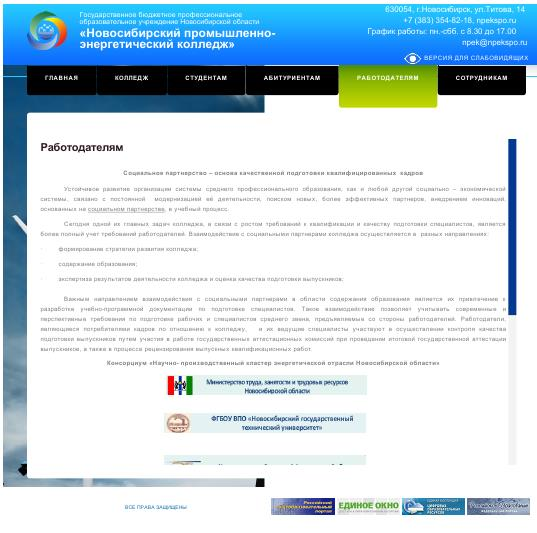 Государственное бюджетное профессиональное
образовательное учреждение Новосибирской области
«Новосибирский промышленно-
энергетический колледж»
630054, г.Новосибирск, ул.Титова, 14
+7 (383) 354-82-18, npekspo.ru
График работы: пн.-сбб. с 8.30 до 17.00
npek@npekspo.ru
ВЕРСИЯ ДЛЯ СЛАБОВИДЯЩИХ
ГЛАВНАЯ КОЛЛЕДЖ СТУДЕНТАМ АБИТУРИЕНТАМ РАБОТОДАТЕЛЯМ СОТРУДНИКАМ
Работодателям
Социальное партнерство – основа качественной подготовки квалифицированных кадров
Устойчивое развитие организации системы среднего профессионального образования, как и любой другой социально – экономической
системы, связано с постоянной модернизацией её деятельности, поиском новых, более эффективных партнеров, внедрением инноваций,
основанных на социальном партнерстве, в учебный процесс.
Сегодня одной их главных задач колледжа, в связи с ростом требований к квалификации и качеству подготовки специалистов, является
более полный учет требований работодателей. Взаимодействие с социальными партнерами колледжа осуществляется в разных направлениях:
· формирование стратегии развития колледжа;
· содержание образования;
· экспертиза результатов деятельности колледжа и оценка качества подготовки выпускников;
Важным направлением взаимодействия с социальными партнерами в области содержания образования является их привлечение к
разработке учебно-программной документации по подготовке специалистов. Такое взаимодействие позволяет учитывать современные и
перспективные требования по подготовке рабочих и специалистов среднего звена, предъявляемые со стороны работодателей. Работодатели,
являющиеся потребителями кадров по отношению к колледжу, и их ведущие специалисты участвуют в осуществлении контроля качества
подготовки выпускников путем участия в работе государственных аттестационных комиссий при проведении итоговой государственной аттестации
выпускников, а также в процессе рецензирования выпускных квалификационных работ.
Консорциум «Научно- производственный кластер энергетической отрасли Новосибирской области»
Министерство труда, занятости и трудовых ресурсов
Новосибирской области
ФГБОУ ВПО «Новосибирский государственный
технический университет»
ВСЕ ПРАВА ЗАЩИЩЕНЫ
ЕДИНОЕ ОКНО